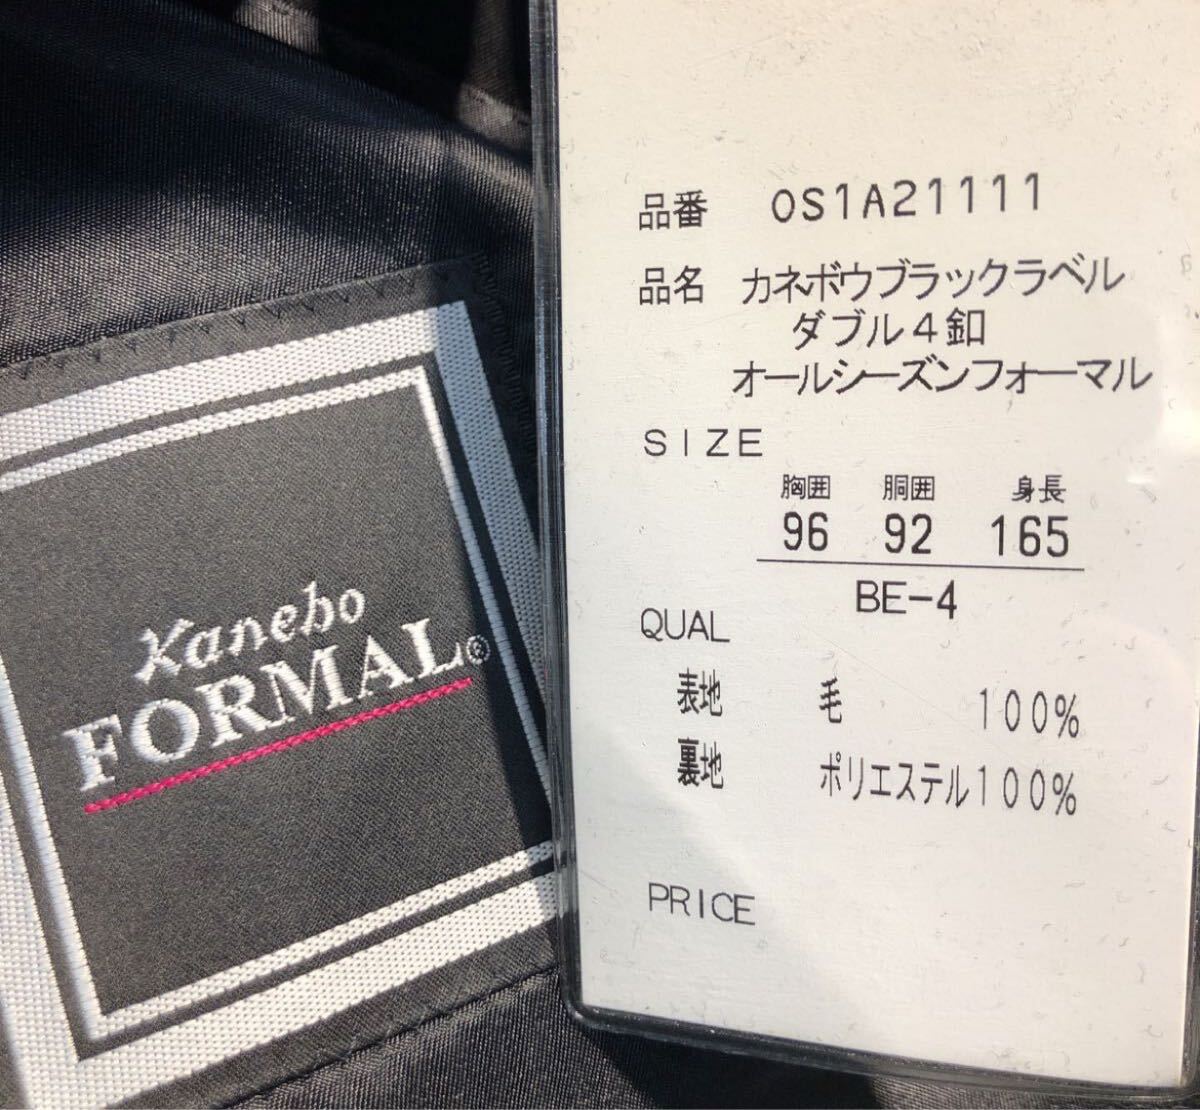 Kanebo
FORMAL®
品番 OS1A21111
品名 カネボウブラックラベル
ダブル4釦
オールシーズンフォーマル
SIZE
胸囲 胴囲 身長
96 92 165
BE-4
QUAL
表地 毛 100%
裏地 ポリエステル100%
PRICE